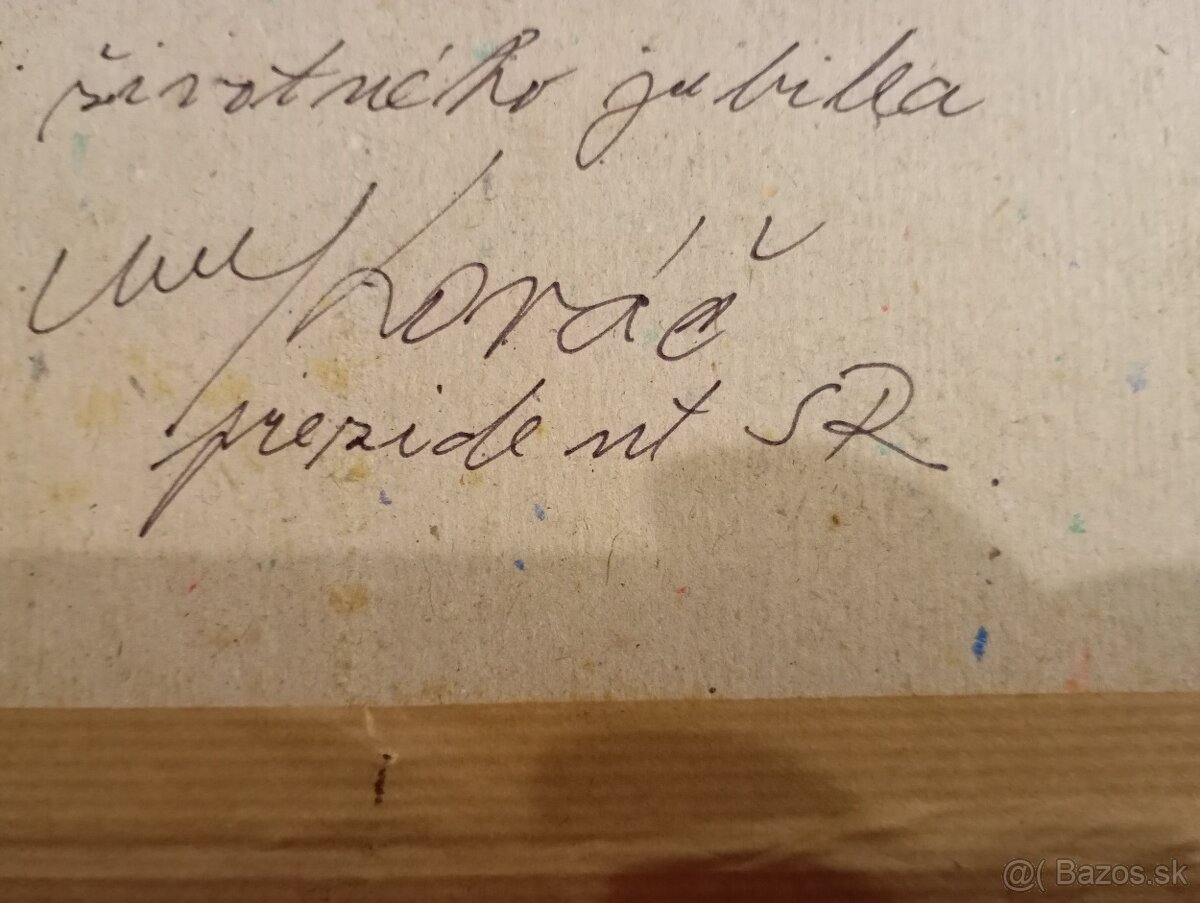 životného jubilea
Kováč
prezident SR
@( Bazos.sk